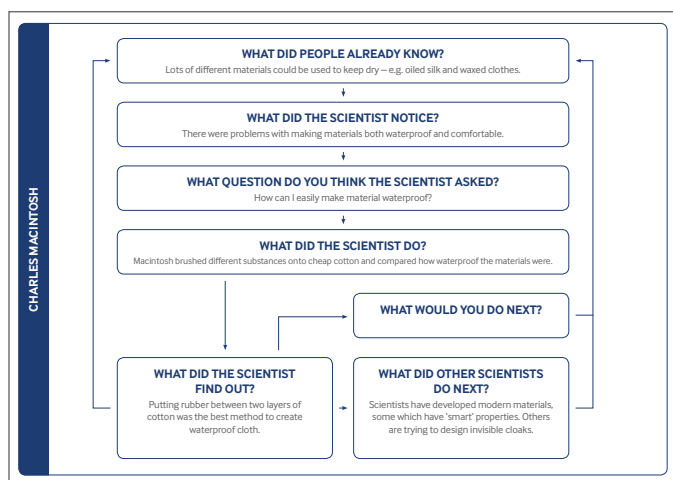 CHARLES MACINTOSH
WHAT DID PEOPLE ALREADY KNOW?
Lots of different materials could be used to keep dry – e.g. oiled silk and waxed clothes.
WHAT DID THE SCIENTIST NOTICE?
There were problems with making materials both waterproof and comfortable.
WHAT QUESTION DO YOU THINK THE SCIENTIST ASKED?
How can I easily make material waterproof?
WHAT DID THE SCIENTIST DO?
Macintosh brushed different substances onto cheap cotton and compared how waterproof the materials were.
WHAT WOULD YOU DO NEXT?
WHAT DID THE SCIENTIST
FIND OUT?
Putting rubber between two layers of
cotton was the best method to create
waterproof cloth.
WHAT DID OTHER SCIENTISTS
DO NEXT?
Scientists have developed modern materials,
some which have 'smart' properties. Others
are trying to design invisible cloaks.